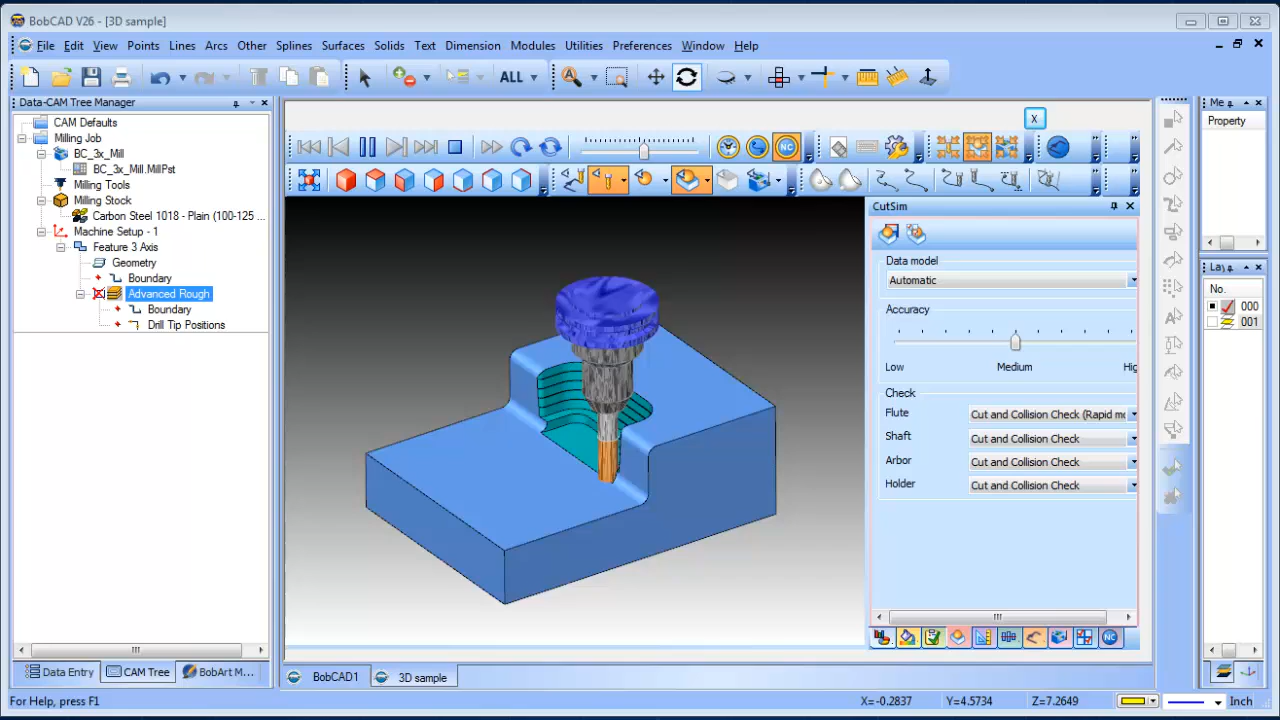 BobCAD V26 - [3D sample]
File Edit View Points Lines Arcs Other Splines Surfaces Solids Text Dimension Modules Utilities Preferences Window Help
ALL
Data-CAM Tree Manager
CAM Defaults
Milling Job
BC_3x_Mill
BC_3x_Mill.MillPst
Milling Tools
Milling Stock
Carbon Steel 1018 - Plain (100-125 ...
Machine Setup - 1
Feature 3 Axis
Geometry
Boundary
Advanced Rough
Boundary
Drill Tip Positions
Data Entry CAM Tree BobArt M...
X
NC
CutSim
Data model
Automatic
Accuracy
Low Medium Hig
Check
Flute Cut and Collision Check (Rapid mo
Shaft Cut and Collision Check
Arbor Cut and Collision Check
Holder Cut and Collision Check
NC
BobCAD1 3D sample
Me
Property
Lay
No.
000
001
For Help, press F1 X= -0.2837 Y=4.5734 Z=7.2649 Inch